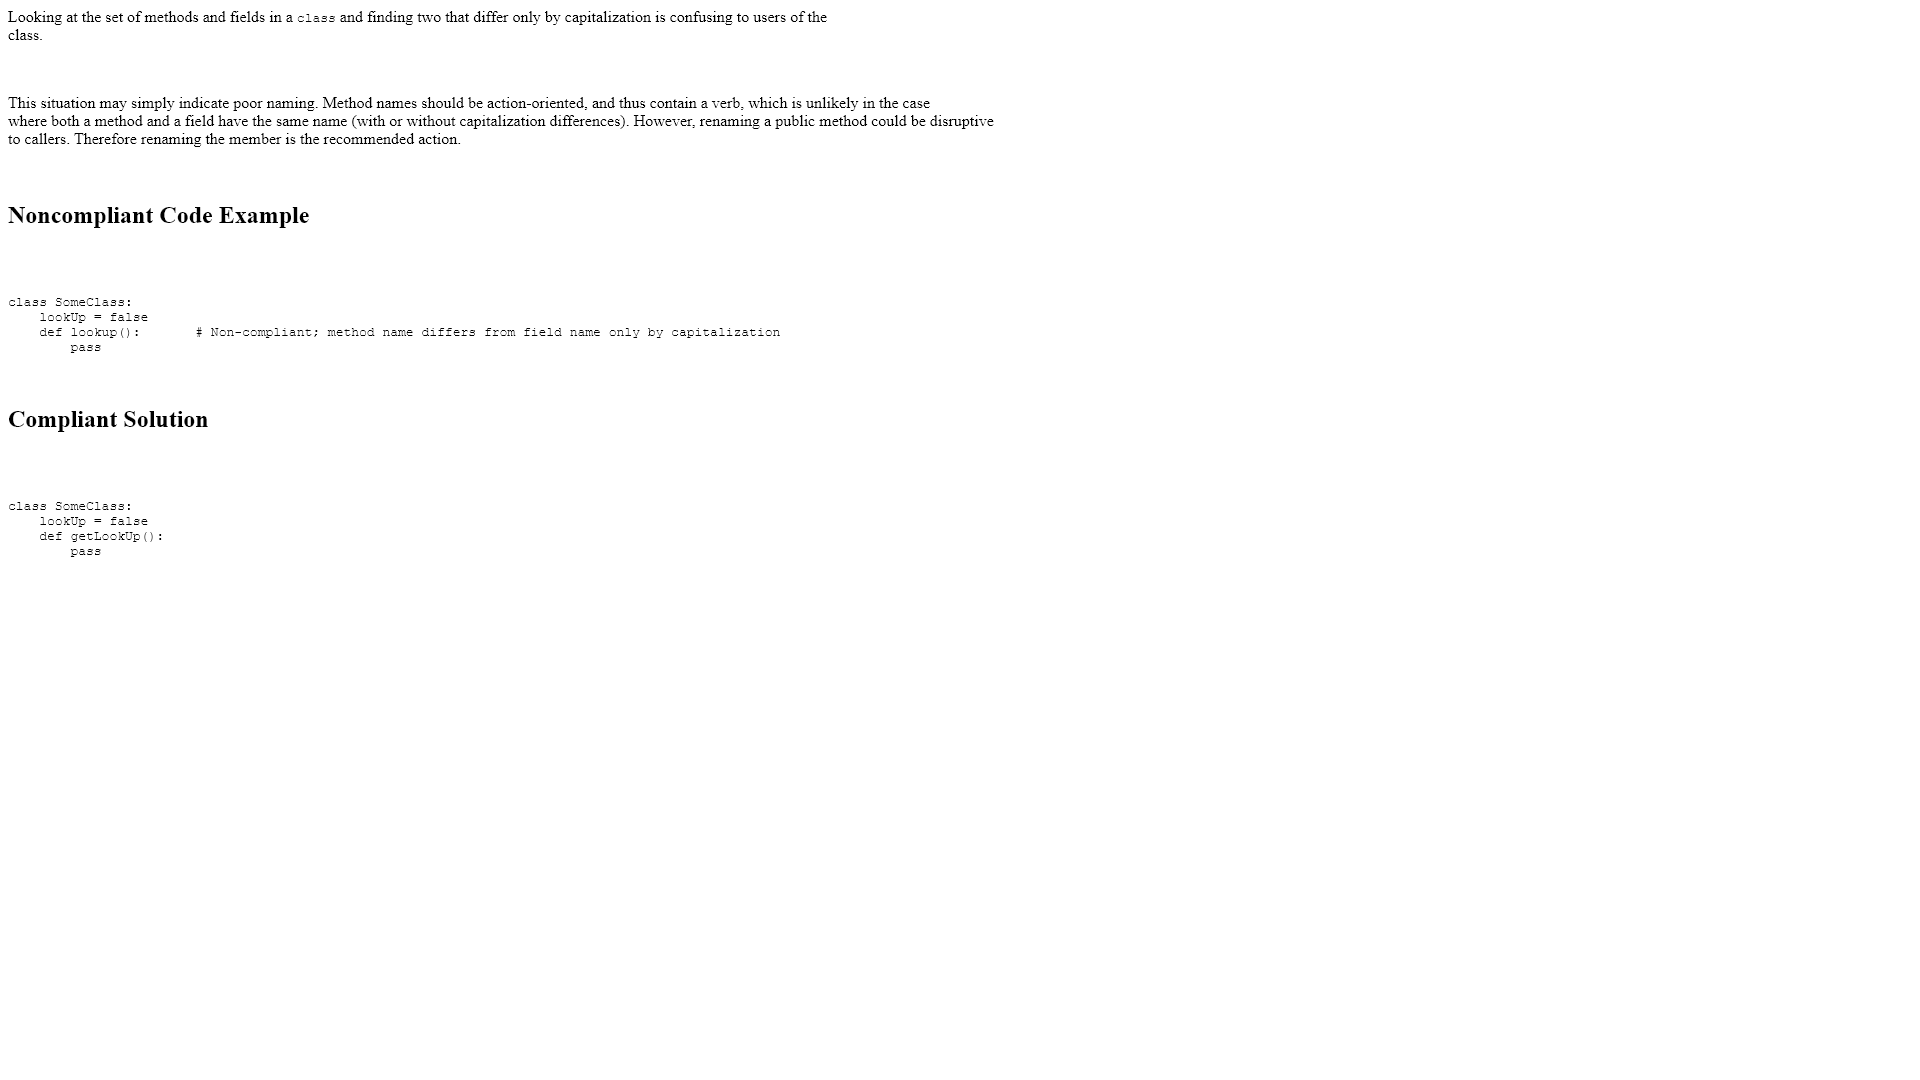 Looking at the set of methods and fields in a class and finding two that differ only by capitalization is confusing to users of the
class.
This situation may simply indicate poor naming. Method names should be action-oriented, and thus contain a verb, which is unlikely in the case
where both a method and a field have the same name (with or without capitalization differences). However, renaming a public method could be disruptive
to callers. Therefore renaming the member is the recommended action.
Noncompliant Code Example
class SomeClass:
    lookUp = false
    def lookup():       # Non-compliant; method name differs from field name only by capitalization
        pass
Compliant Solution
class SomeClass:
    lookUp = false
    def getLookUp():
        pass